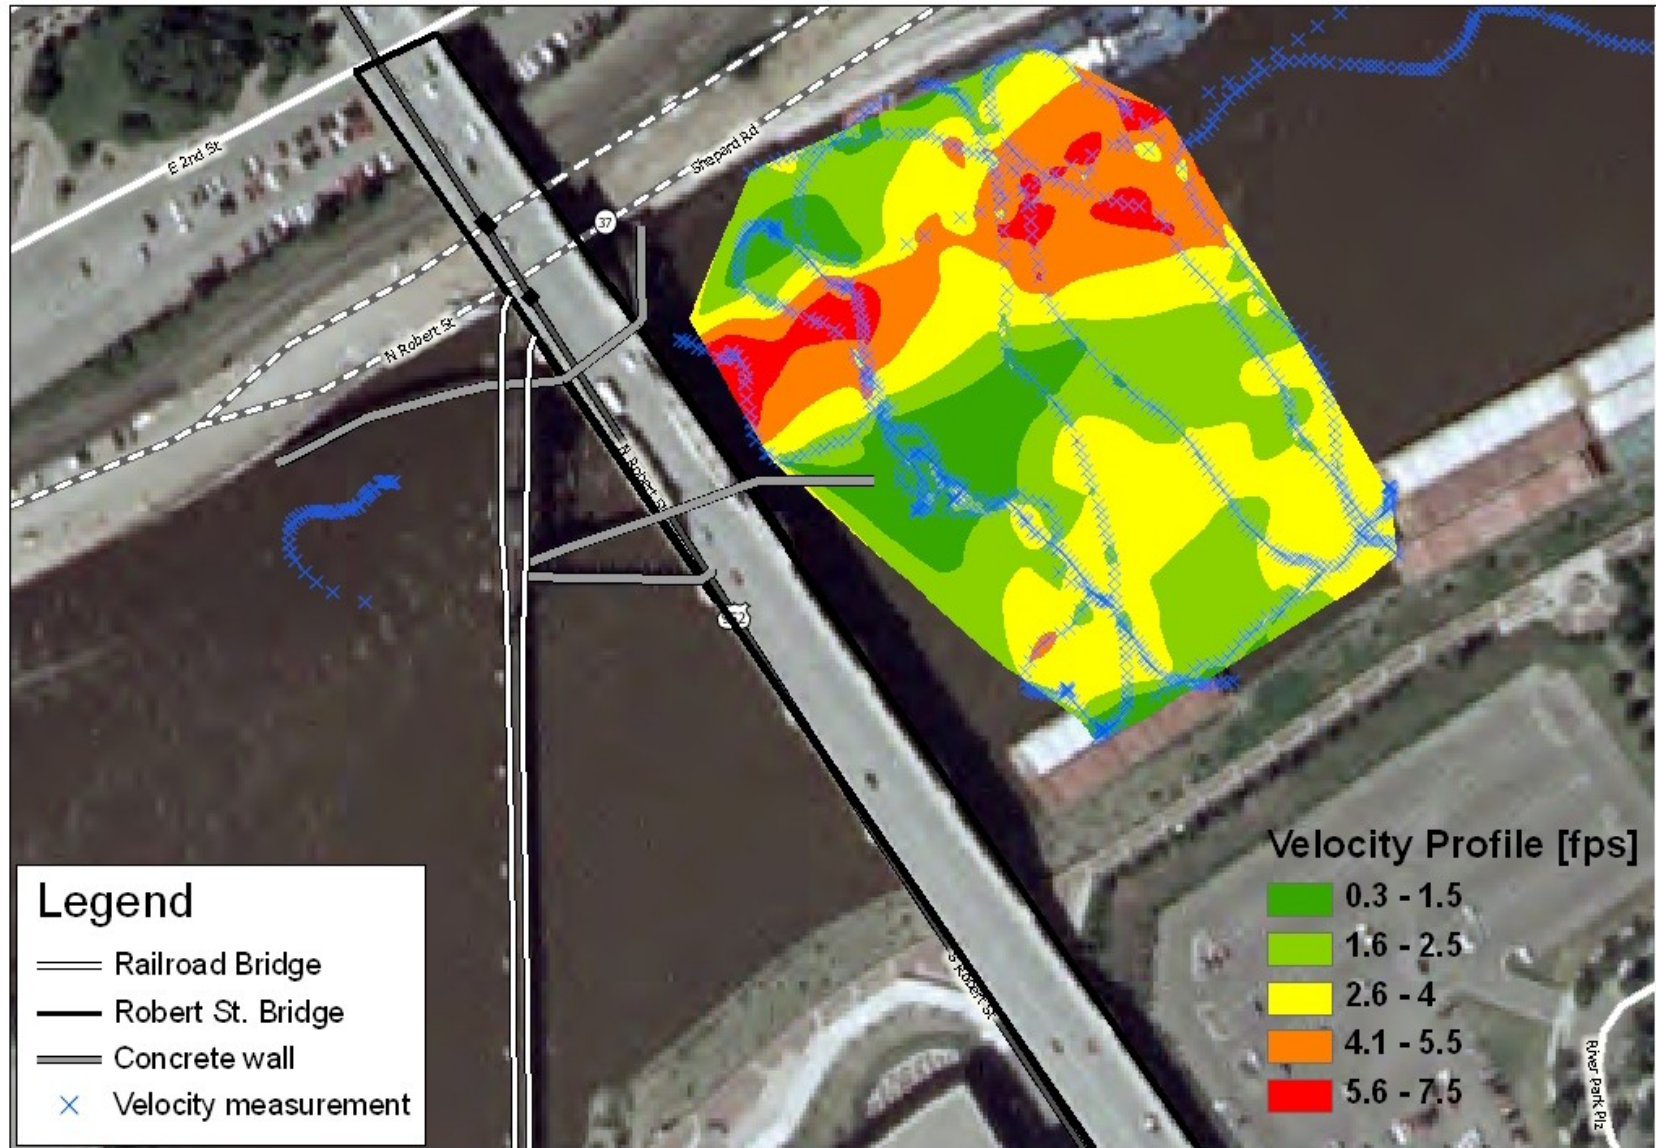 E 2nd St
Shepard Rd
37
N Robert St
N Robert St
S Robert St
River Park Plz
Velocity Profile [fps]
0.3 - 1.5
1.6 - 2.5
2.6 - 4
4.1 - 5.5
5.6 - 7.5
Legend
Railroad Bridge
Robert St. Bridge
Concrete wall
Velocity measurement